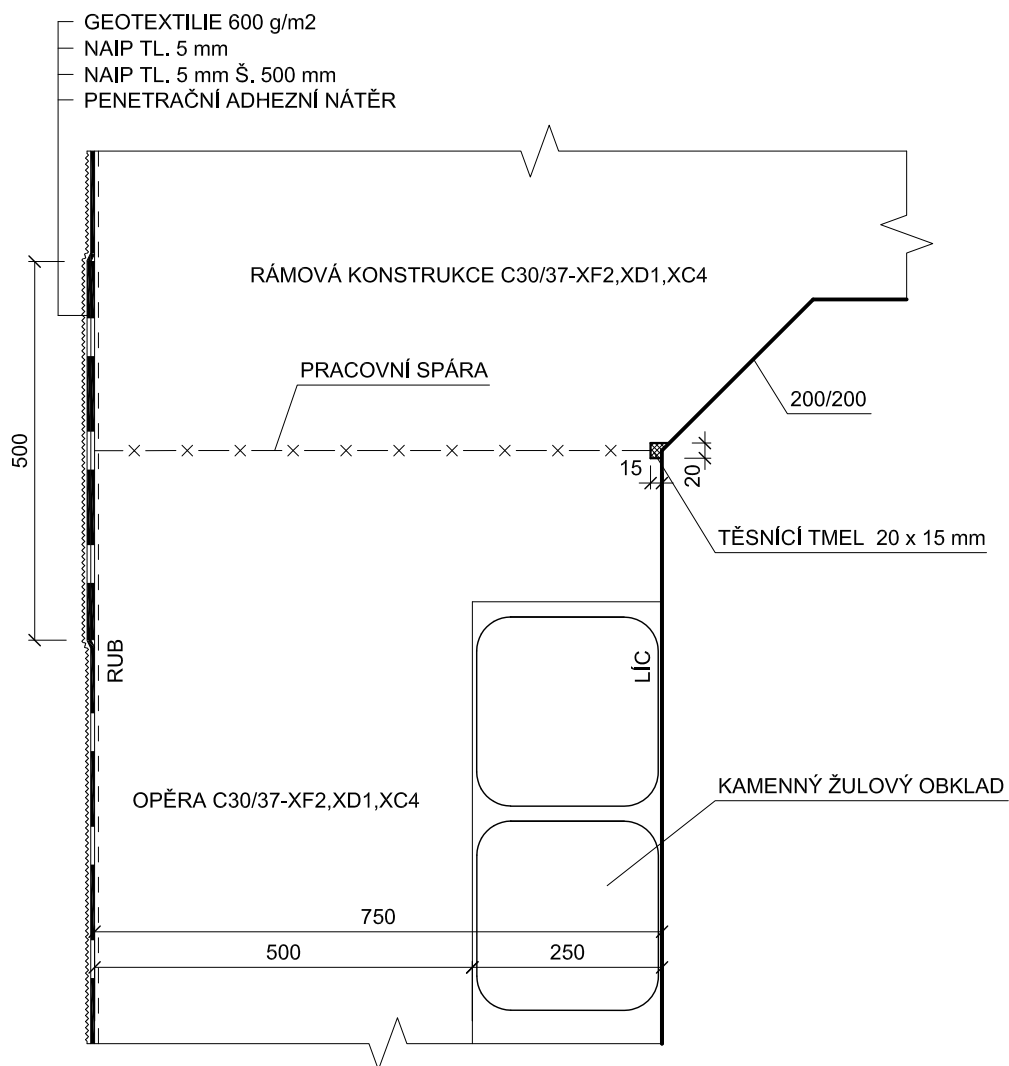 GEOTEXTILIE 600 g/m2
NAIP TL. 5 mm
NAIP TL. 5 mm Š. 500 mm
PENETRAČNÍ ADHEZNÍ NÁTĚR
RÁMOVÁ KONSTRUKCE C30/37-XF2,XD1,XC4
PRACOVNÍ SPÁRA
200/200
500
15
20
TĚSNÍCÍ TMEL 20 x 15 mm
RUB
LÍC
OPĚRA C30/37-XF2,XD1,XC4
KAMENNÝ ŽULOVÝ OBKLAD
750
500
250